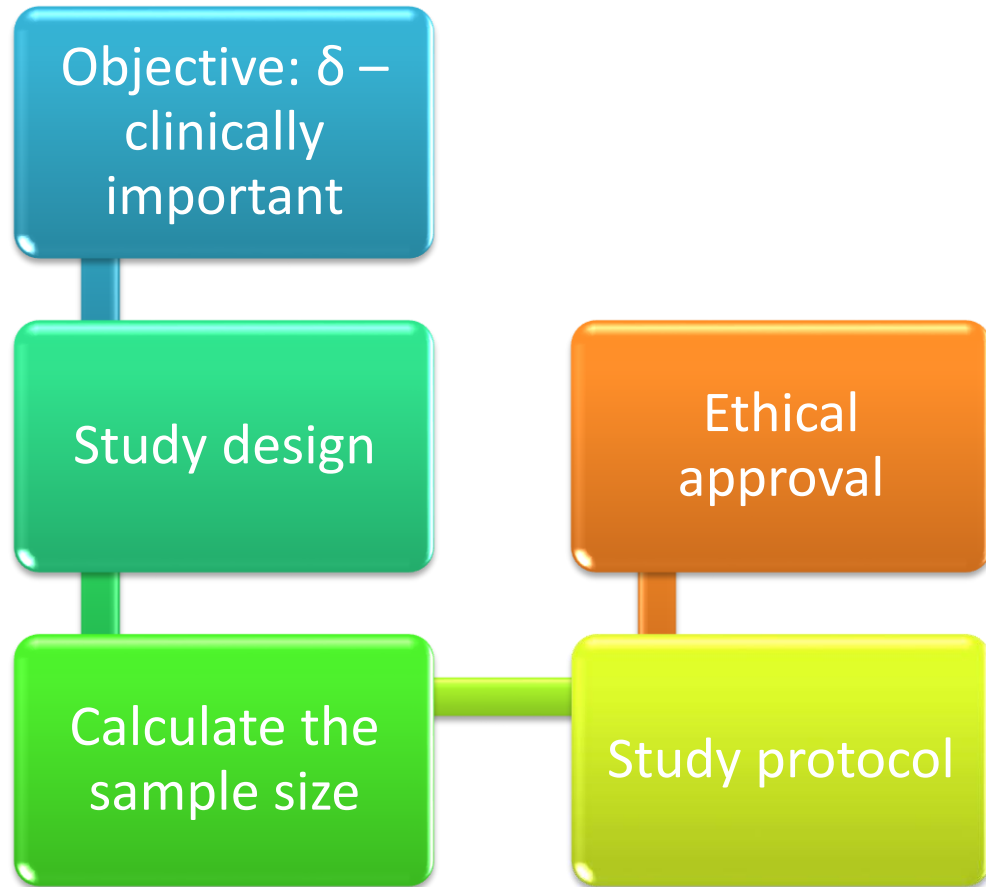 Objective: δ –
clinically
important
Study design
Calculate the
sample size
Study protocol
Ethical
approval